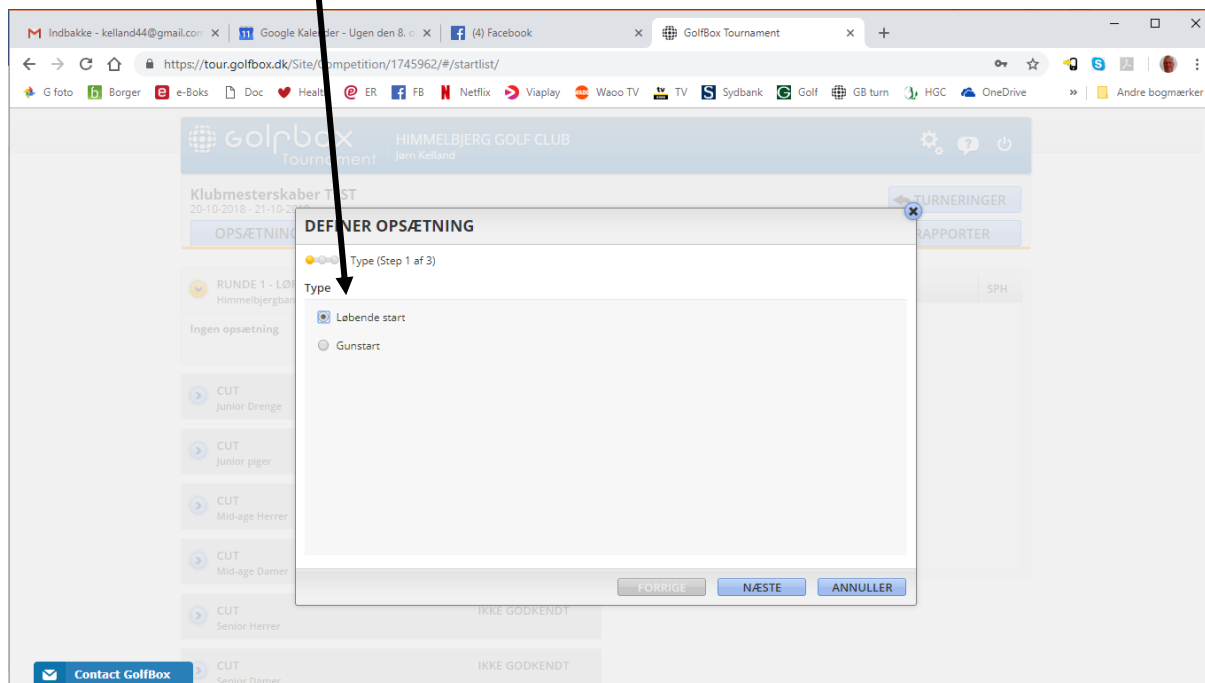 Indbakke - kelland44@gmail.com
Google Kalender - Ugen den 8. o
(4) Facebook
GolfBox Tournament
https://tour.golfbox.dk/Site/Competition/1745962/#/startlist/
G foto Borger e-Boks Doc Healt ER FB Netflix Viaplay Waoo TV TV Sydbank Golf GB turn HGC OneDrive » Andre bogmærker
GolfBox Tournament
HIMMELBJERG GOLF CLUB
Jørn Kelland
Klubmesterskaber TEST
20-10-2018 - 21-10-2018
TURNERINGER
OPSÆTNING
RAPPORTER
DEFINER OPSÆTNING
Type (Step 1 af 3)
Type
Løbende start
Gunstart
FORRIGE NÆSTE ANNULLER
RUNDE 1 - LØB
Himmelbjergban
SPH
Ingen opsætning
CUT
Junior Drenge
CUT
Junior piger
CUT
Mid-age Herrer
CUT
Mid-age Damer
CUT IKKE GODKENDT
Senior Herrer
CUT IKKE GODKENDT
Senior Damer
Contact GolfBox